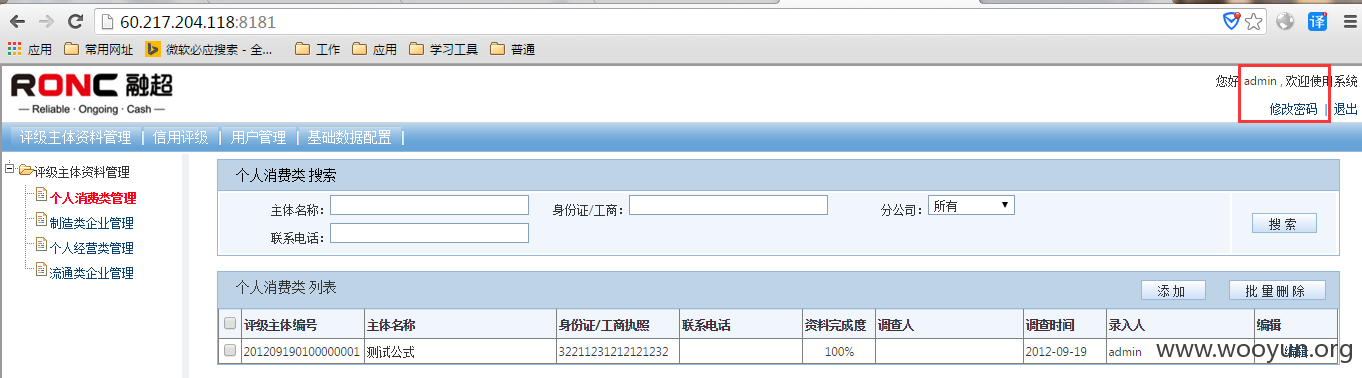 60.217.204.118:8181
译
应用 常用网址 微软必应搜索 - 全... 工作 应用 学习工具 普通
RONC 融超
— Reliable · Ongoing · Cash —
您好 admin , 欢迎使用系统
修改密码 | 退出
评级主体资料管理 | 信用评级 | 用户管理 | 基础数据配置 |
评级主体资料管理
个人消费类管理
制造类企业管理
个人经营类管理
流通类企业管理
个人消费类 搜索
主体名称: 身份证/工商: 分公司: 所有
联系电话:
搜 索
个人消费类 列表
添 加 批 量 删 除
评级主体编号 主体名称 身份证/工商执照 联系电话 资料完成度 调查人 调查时间 录入人 编辑
201209190100000001 测试公式 32211231212121232 100% 2012-09-19 admin 编辑
www.wooyun.org